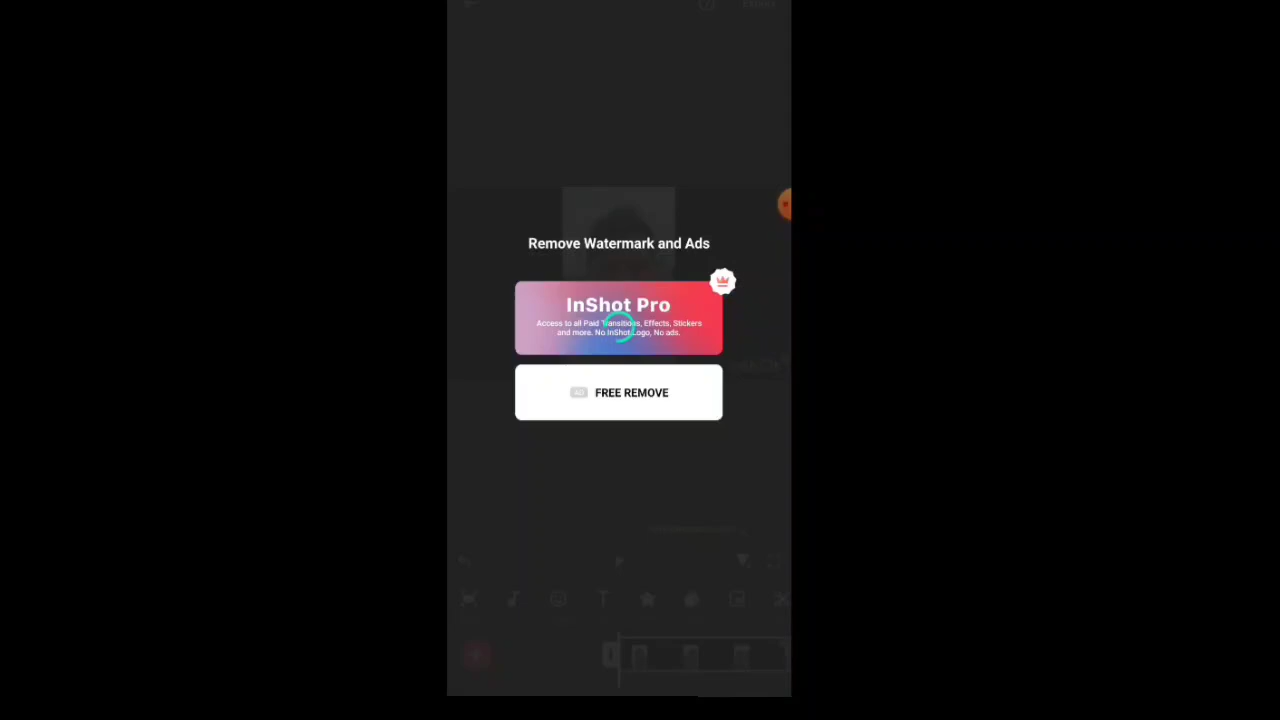 Remove Watermark and Ads
InShot Pro
Access to all Paid Transitions, Effects, Stickers
and more. No InShot Logo, No ads.
AD FREE REMOVE